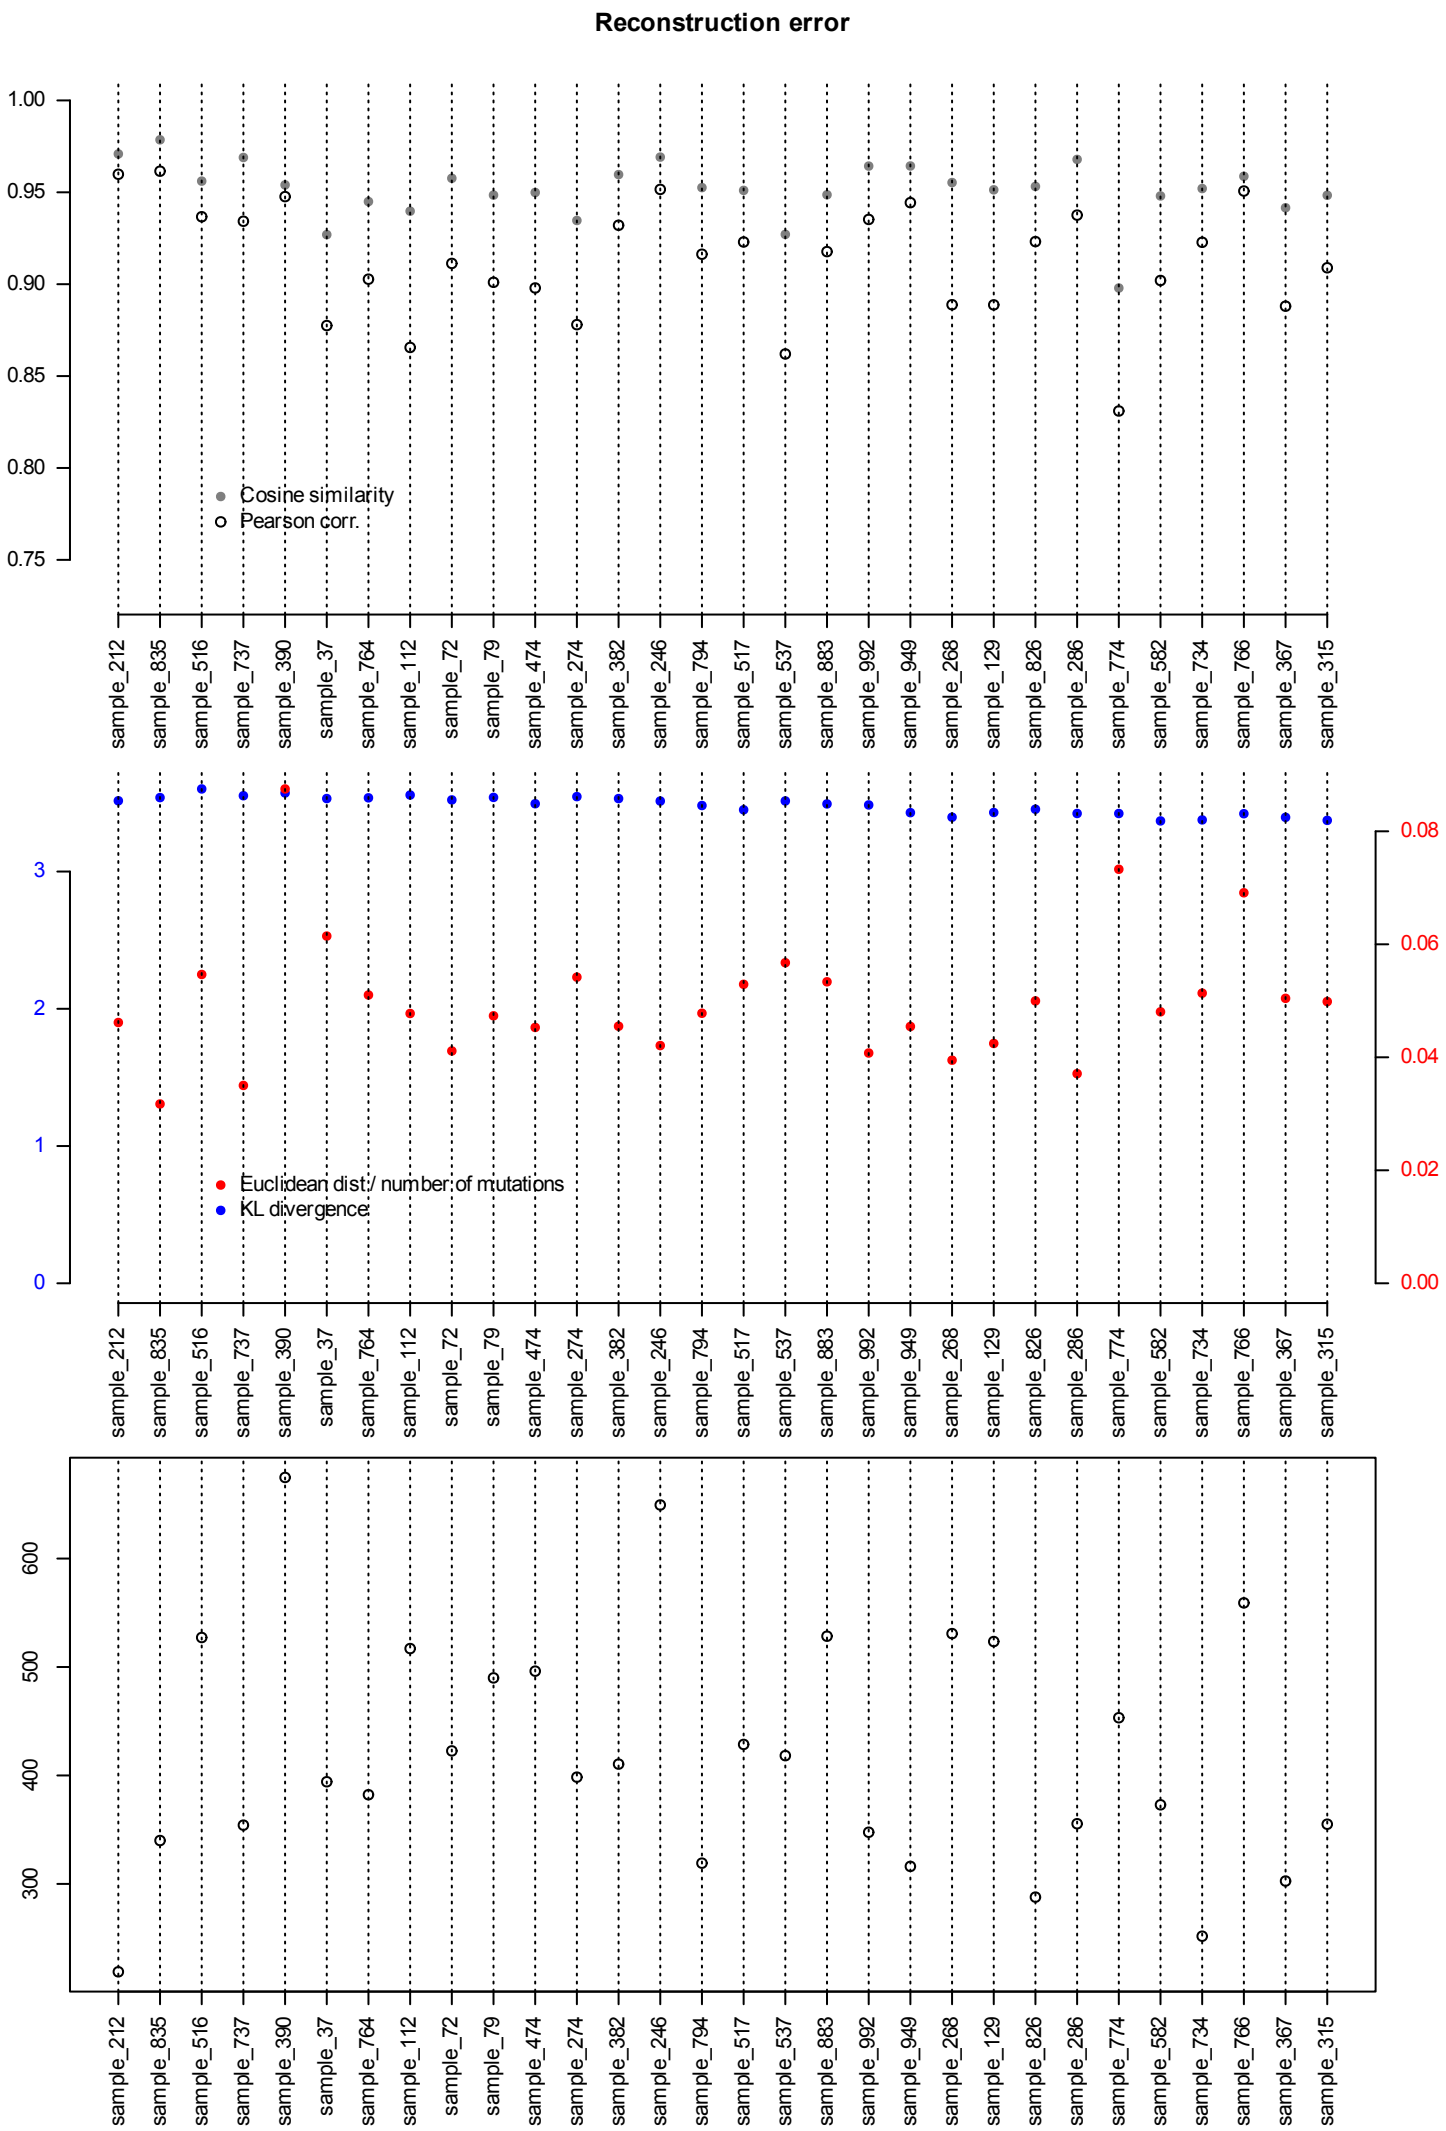 Reconstruction error
1.00
0.95
0.90
0.85
0.80
0.75
Cosine similarity
Pearson corr.
sample_212
sample_835
sample_516
sample_737
sample_390
sample_37
sample_764
sample_112
sample_72
sample_79
sample_474
sample_274
sample_382
sample_246
sample_794
sample_517
sample_537
sample_883
sample_992
sample_949
sample_268
sample_129
sample_826
sample_286
sample_774
sample_582
sample_734
sample_766
sample_367
sample_315
3
2
1
0
0.08
0.06
0.04
0.02
0.00
Euclidean dist./ number of mutations
KL divergence
sample_212
sample_835
sample_516
sample_737
sample_390
sample_37
sample_764
sample_112
sample_72
sample_79
sample_474
sample_274
sample_382
sample_246
sample_794
sample_517
sample_537
sample_883
sample_992
sample_949
sample_268
sample_129
sample_826
sample_286
sample_774
sample_582
sample_734
sample_766
sample_367
sample_315
600
500
400
300
sample_212
sample_835
sample_516
sample_737
sample_390
sample_37
sample_764
sample_112
sample_72
sample_79
sample_474
sample_274
sample_382
sample_246
sample_794
sample_517
sample_537
sample_883
sample_992
sample_949
sample_268
sample_129
sample_826
sample_286
sample_774
sample_582
sample_734
sample_766
sample_367
sample_315